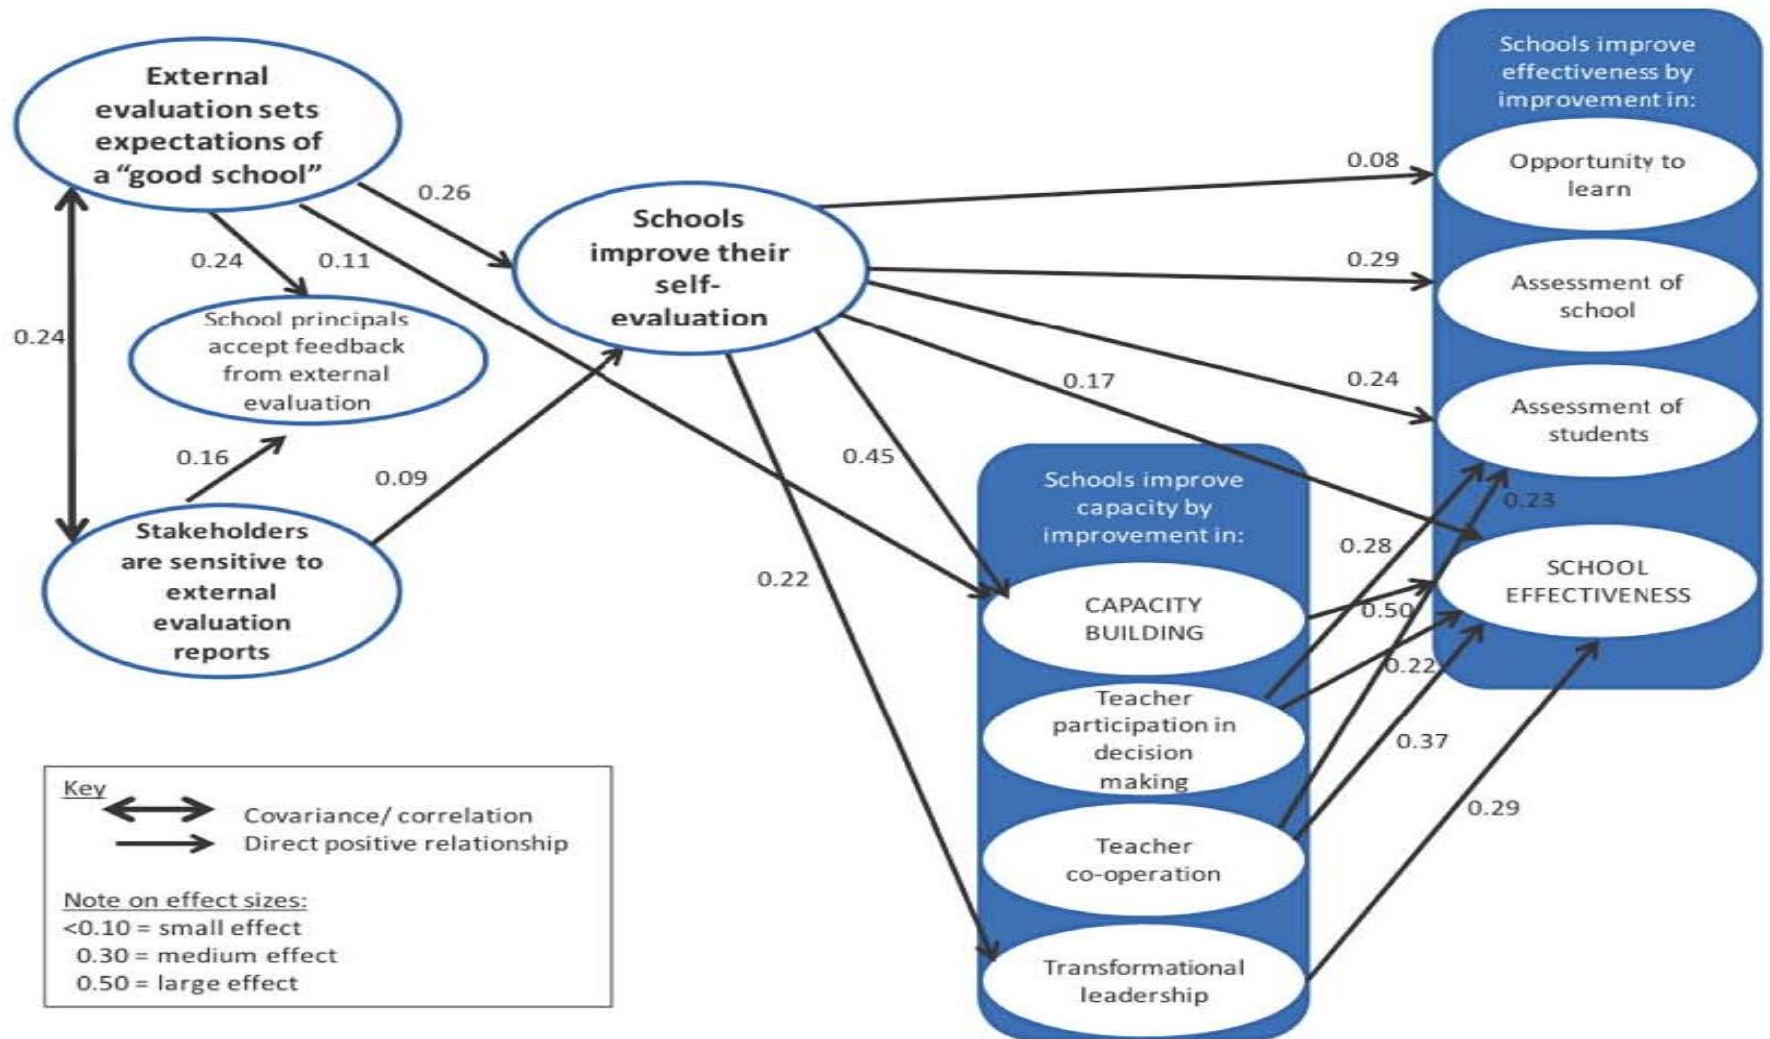 External
evaluation sets
expectations of
a “good school”
0.26
0.24
0.11
0.24
School principals
accept feedback
from external
evaluation
0.16
0.09
Stakeholders
are sensitive to
external
evaluation
reports
Schools
improve their
self-
evaluation
0.08
0.29
0.24
0.17
0.45
0.22
Schools improve
capacity by
improvement in:
CAPACITY
BUILDING
Teacher
participation in
decision
making
Teacher
co-operation
Transformational
leadership
0.28
0.23
0.50
0.22
0.37
0.29
Schools improve
effectiveness by
improvement in:
Opportunity to
learn
Assessment of
school
Assessment of
students
SCHOOL
EFFECTIVENESS
Key
Covariance/ correlation
Direct positive relationship
Note on effect sizes:
<0.10 = small effect
0.30 = medium effect
0.50 = large effect